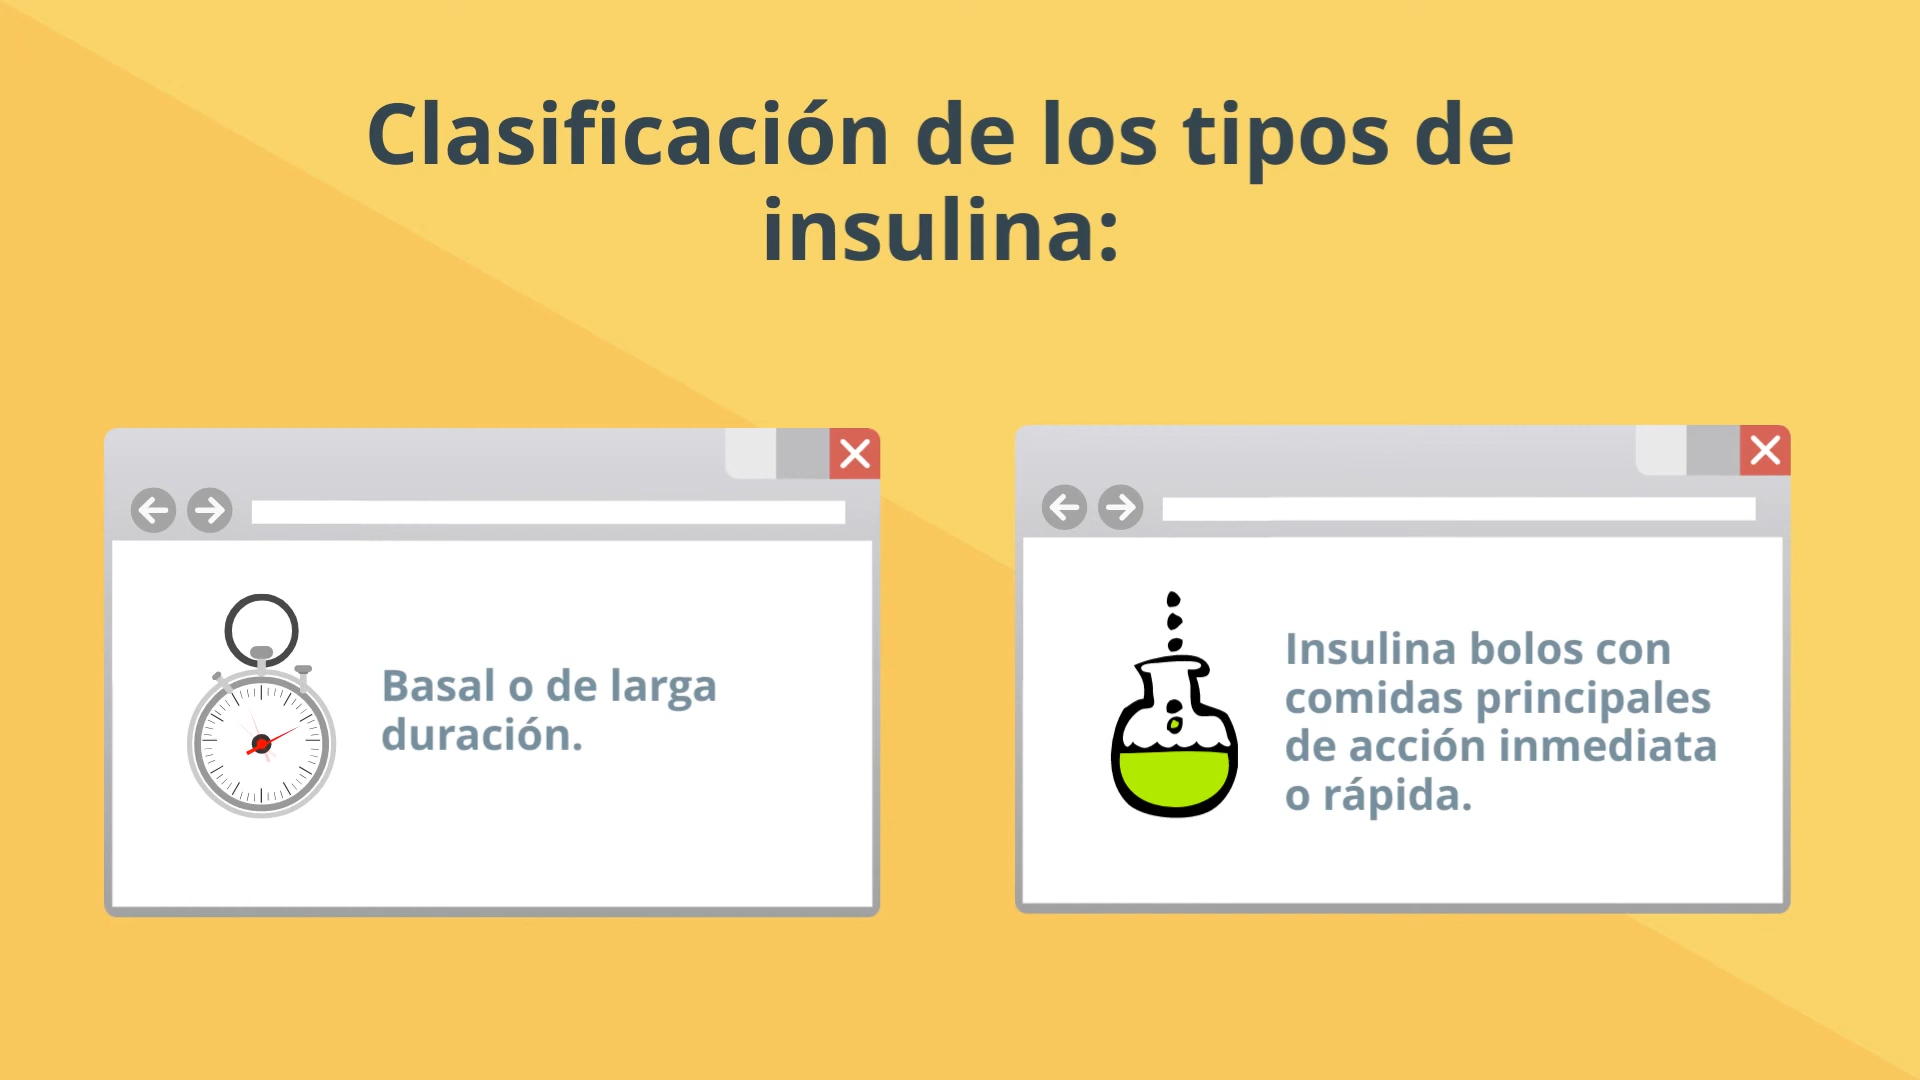 Clasificación de los tipos de
insulina:
Basal o de larga
duración.
Insulina bolos con
comidas principales
de acción inmediata
o rápida.